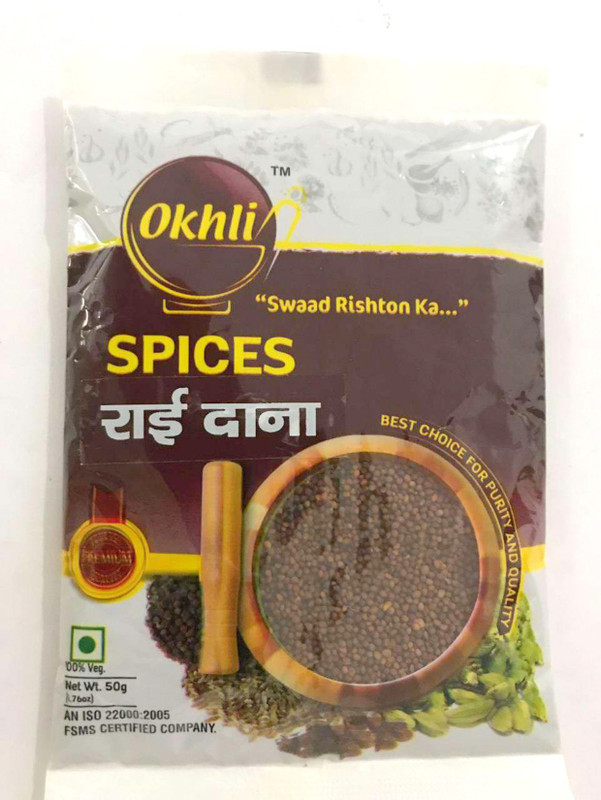 TM
Okhli
“Swaad Rishton Ka...”
SPICES
राई दाना
BEST CHOICE FOR PURITY AND QUALITY
PREMIUM
00% Veg.
Net Wt. 50g
.76oz)
AN ISO 22000:2005
FSMS CERTIFIED COMPANY.